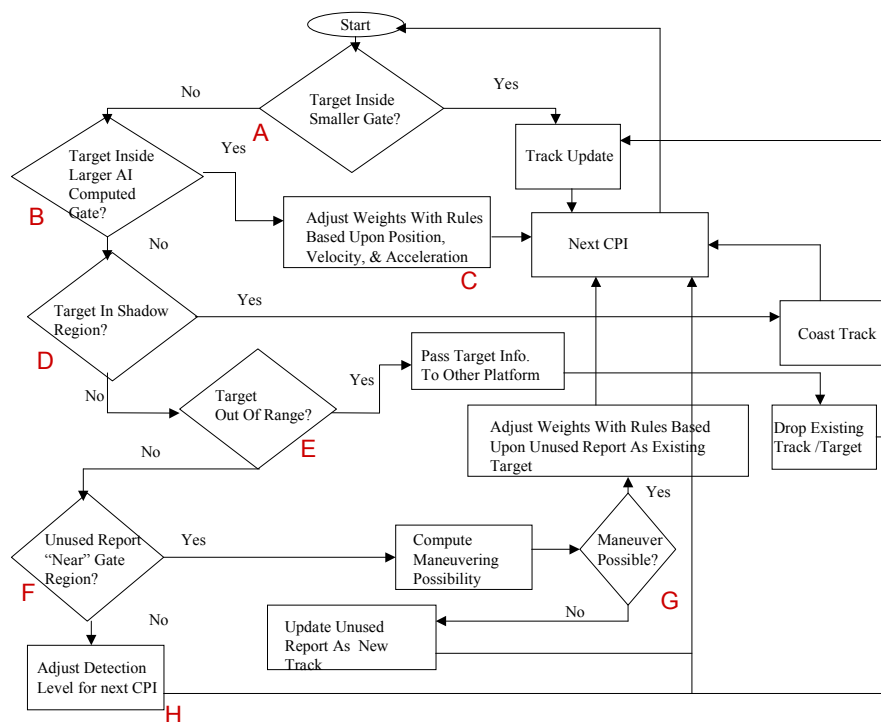 Start
No
Target Inside
Smaller Gate?
Yes
A
Target Inside
Larger AI
Computed
Gate?
Yes
B
Track Update
Adjust Weights With Rules
Based Upon Position,
Velocity, & Acceleration
C
Next CPI
No
Target In Shadow
Region?
Yes
D
Coast Track
No
Target
Out Of Range?
Yes
E
Pass Target Info.
To Other Platform
Adjust Weights With Rules Based
Upon Unused Report As Existing
Target
Drop Existing
Track /Target
No
Unused Report
“Near” Gate
Region?
Yes
F
Compute
Maneuvering
Possibility
Maneuver
Possible?
Yes
G
No
Update Unused
Report As New
Track
No
Adjust Detection
Level for next CPI
H